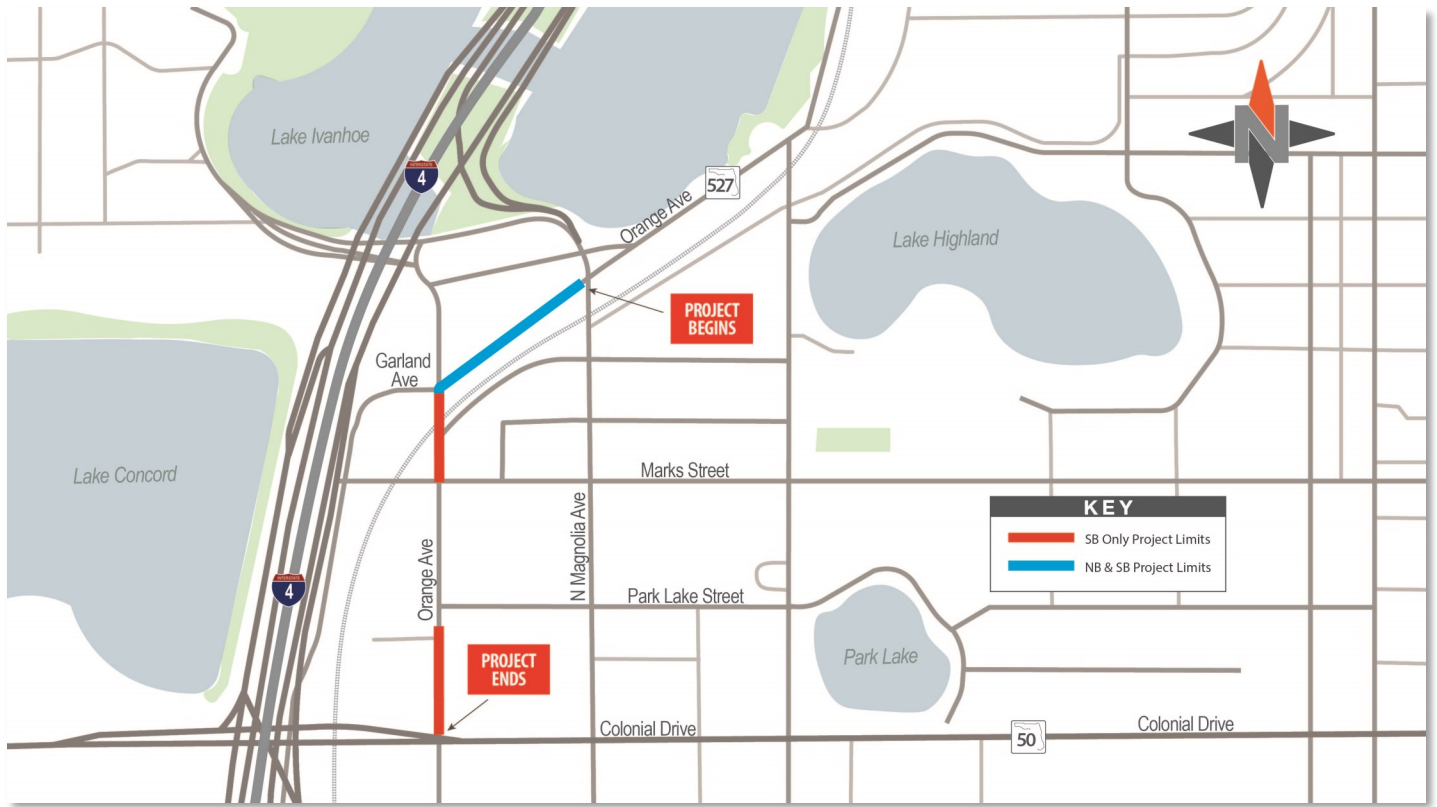 Lake Ivanhoe
INTERSTATE
4
527
Orange Ave
N
Lake Highland
PROJECT
BEGINS
Garland
Ave
Lake Concord
Marks Street
KEY
SB Only Project Limits
NB & SB Project Limits
N Magnolia Ave
Orange Ave
INTERSTATE
4
Park Lake Street
PROJECT
ENDS
Park Lake
Colonial Drive
50
Colonial Drive